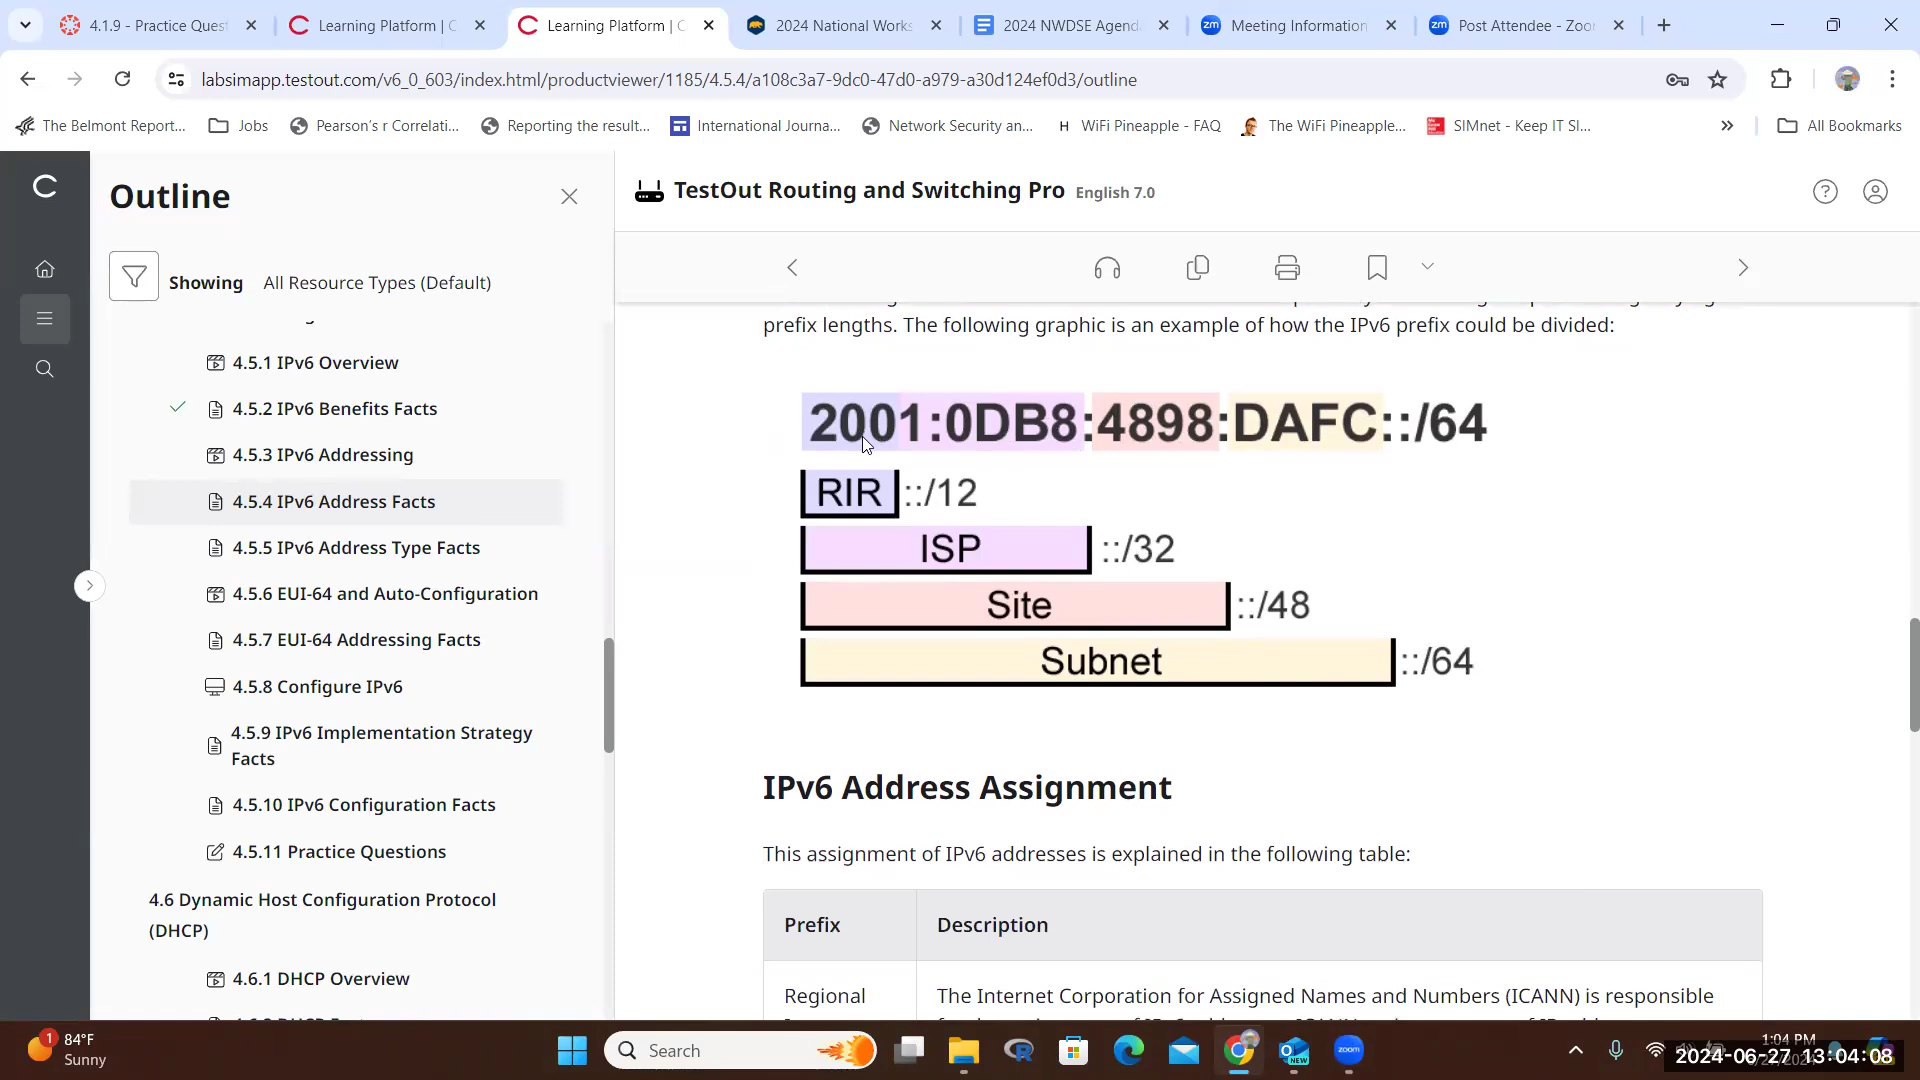 4.1.9 - Practice Quest
Learning Platform | C
Learning Platform | C
2024 National Works
2024 NWDSE Agend
zm Meeting Information
zm Post Attendee - Zoo
labsimapp.testout.com/v6_0_603/index.html/productviewer/1185/4.5.4/a108c3a7-9dc0-47d0-a979-a30d124ef0d3/outline
The Belmont Report...
Jobs
Pearson's r Correlati...
Reporting the result...
International Journa...
Network Security an...
H WiFi Pineapple - FAQ
The WiFi Pineapple...
SIMnet - Keep IT SI...
All Bookmarks
Outline
Showing All Resource Types (Default)
4.5.1 IPv6 Overview
4.5.2 IPv6 Benefits Facts
4.5.3 IPv6 Addressing
4.5.4 IPv6 Address Facts
4.5.5 IPv6 Address Type Facts
4.5.6 EUI-64 and Auto-Configuration
4.5.7 EUI-64 Addressing Facts
4.5.8 Configure IPv6
4.5.9 IPv6 Implementation Strategy
Facts
4.5.10 IPv6 Configuration Facts
4.5.11 Practice Questions
4.6 Dynamic Host Configuration Protocol
(DHCP)
4.6.1 DHCP Overview
TestOut Routing and Switching Pro English 7.0
prefix lengths. The following graphic is an example of how the IPv6 prefix could be divided:
2001:0DB8:4898:DAFC::/64
RIR ::/12
ISP ::/32
Site ::/48
Subnet ::/64
IPv6 Address Assignment
This assignment of IPv6 addresses is explained in the following table:
Prefix Description
Regional The Internet Corporation for Assigned Names and Numbers (ICANN) is responsible
1 84°F
Sunny
Search
NEW
zoom
1:04 PM
2024-06-27 13:04:08